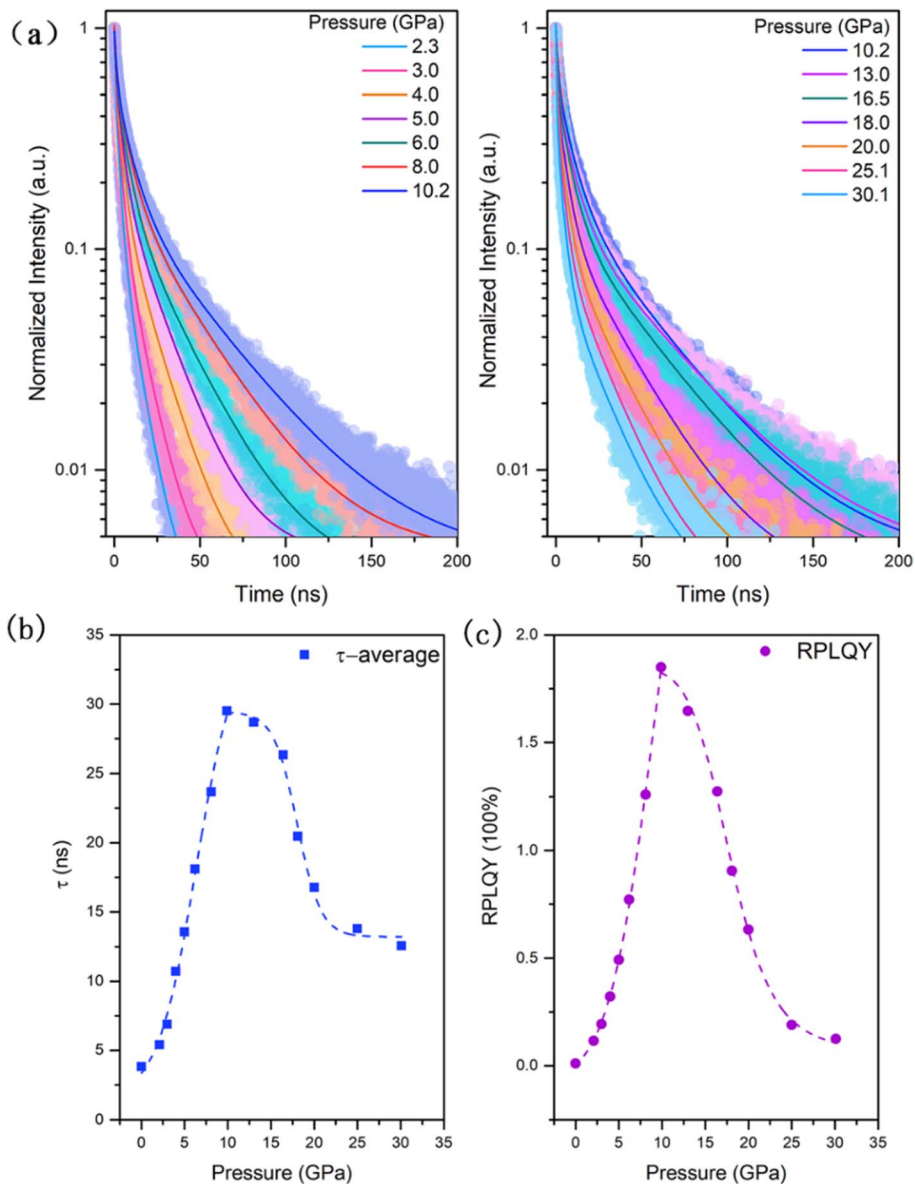 (a)
Pressure (GPa)
2.3
3.0
4.0
5.0
6.0
8.0
10.2
1
0.1
0.01
Normalized Intensity (a.u.)
0 50 100 150 200
Time (ns)
Pressure (GPa)
10.2
13.0
16.5
18.0
20.0
25.1
30.1
1
0.1
0.01
Normalized Intensity (a.u.)
0 50 100 150 200
Time (ns)
(b)
τ–average
35
30
25
20
15
10
5
0
τ (ns)
0 5 10 15 20 25 30 35
Pressure (GPa)
(c)
RPLQY
2.0
1.5
1.0
0.5
0.0
RPLQY (100%)
0 5 10 15 20 25 30 35
Pressure (GPa)